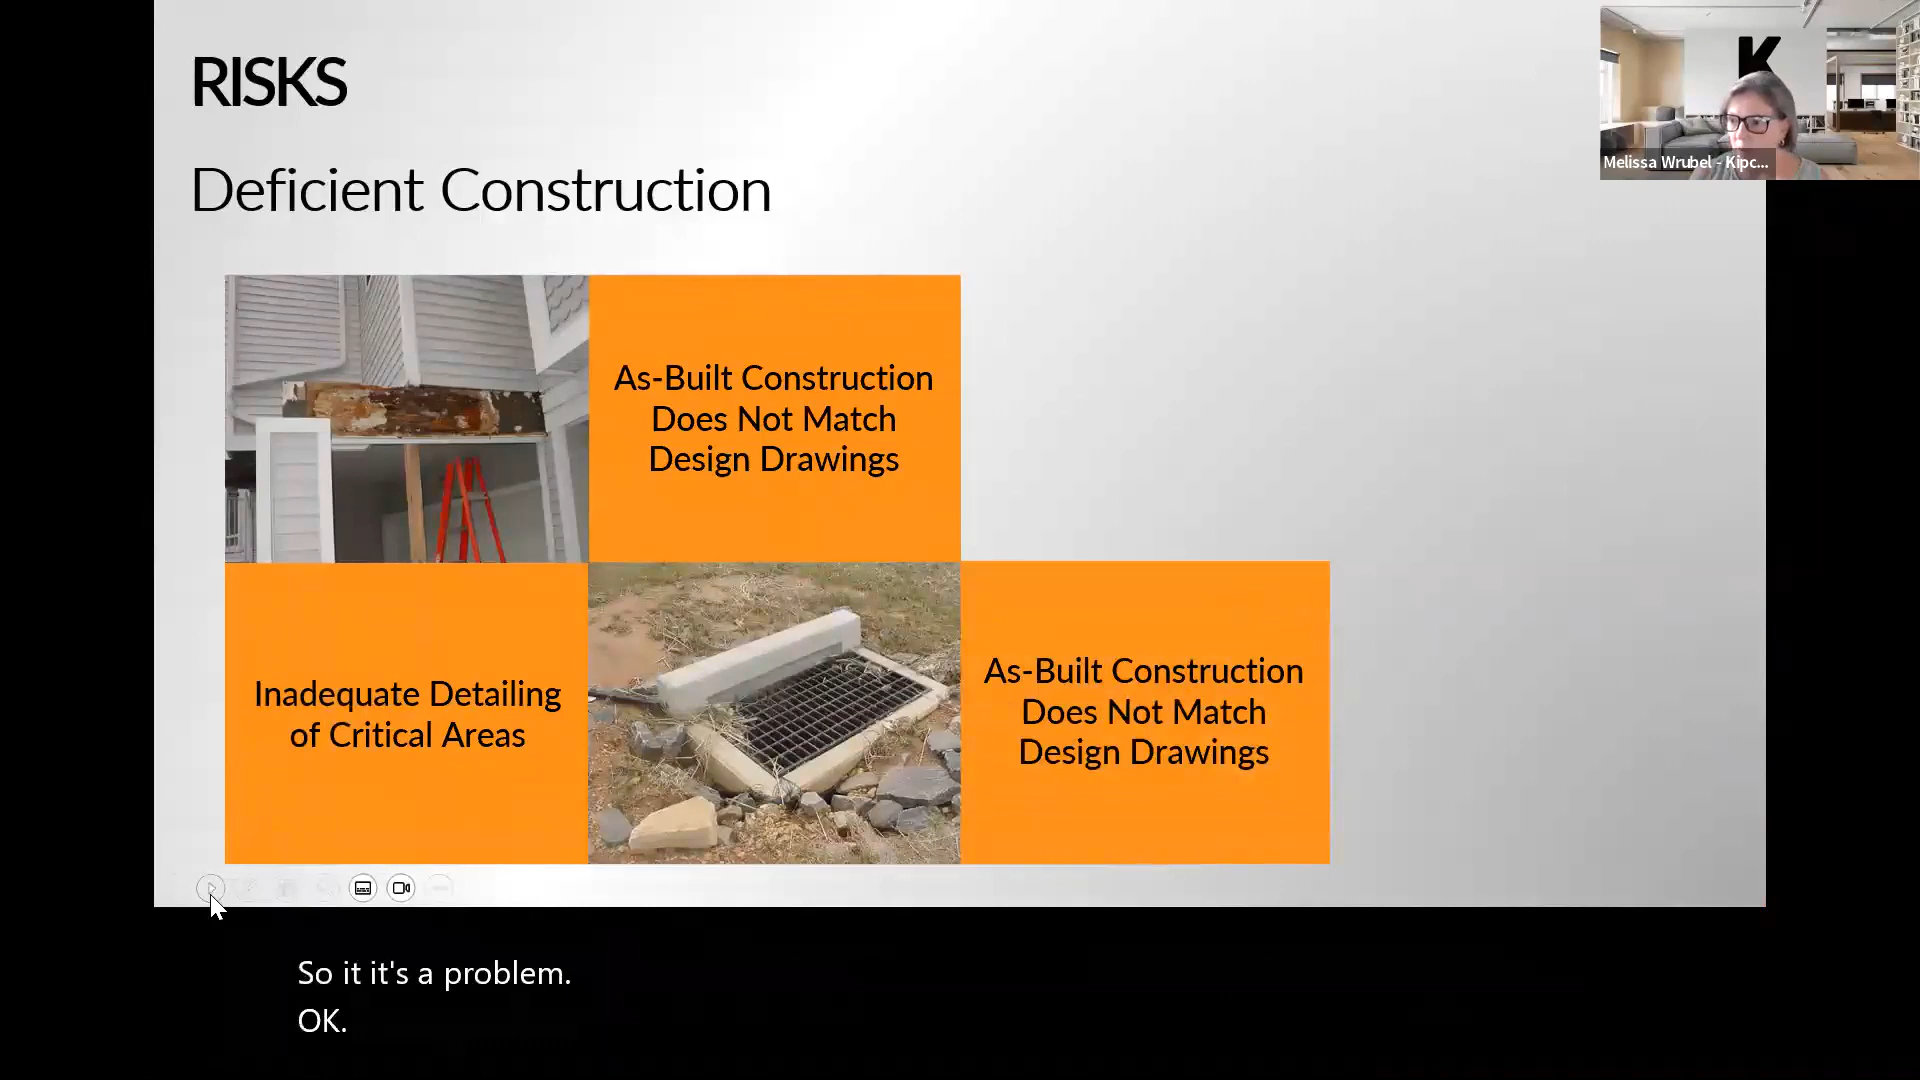 RISKS
Deficient Construction
K
Melissa Wrubel - Kipc...
As-Built Construction
Does Not Match
Design Drawings
Inadequate Detailing
of Critical Areas
As-Built Construction
Does Not Match
Design Drawings
So it it's a problem.
OK.